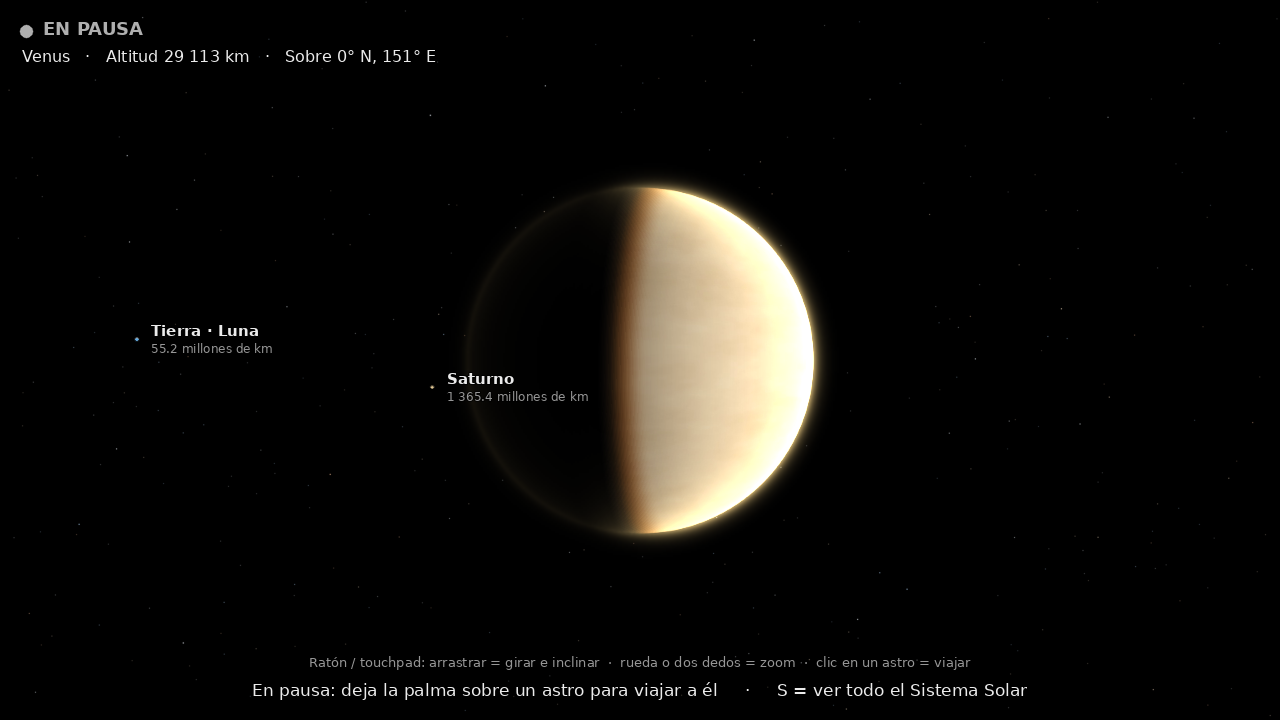 EN PAUSA
Venus · Altitud 29 113 km · Sobre 0° N, 151° E
Tierra · Luna
55.2 millones de km
Saturno
1 365.4 millones de km
Ratón / touchpad: arrastrar = girar e inclinar · rueda o dos dedos = zoom · clic en un astro = viajar
En pausa: deja la palma sobre un astro para viajar a él · S = ver todo el Sistema Solar